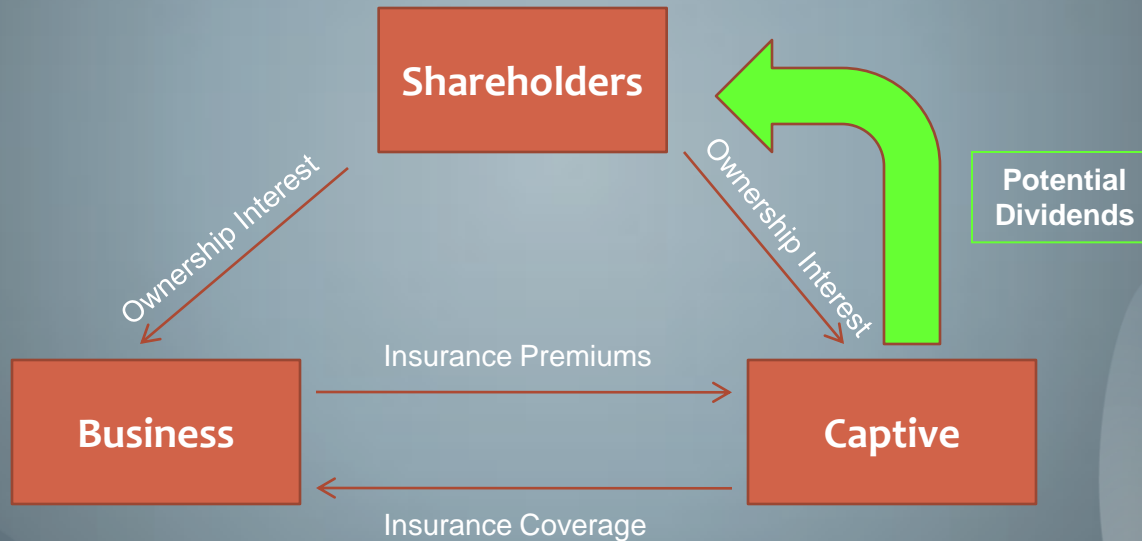 Shareholders
Ownership Interest
Ownership Interest
Potential
Dividends
Insurance Premiums
Business
Captive
Insurance Coverage